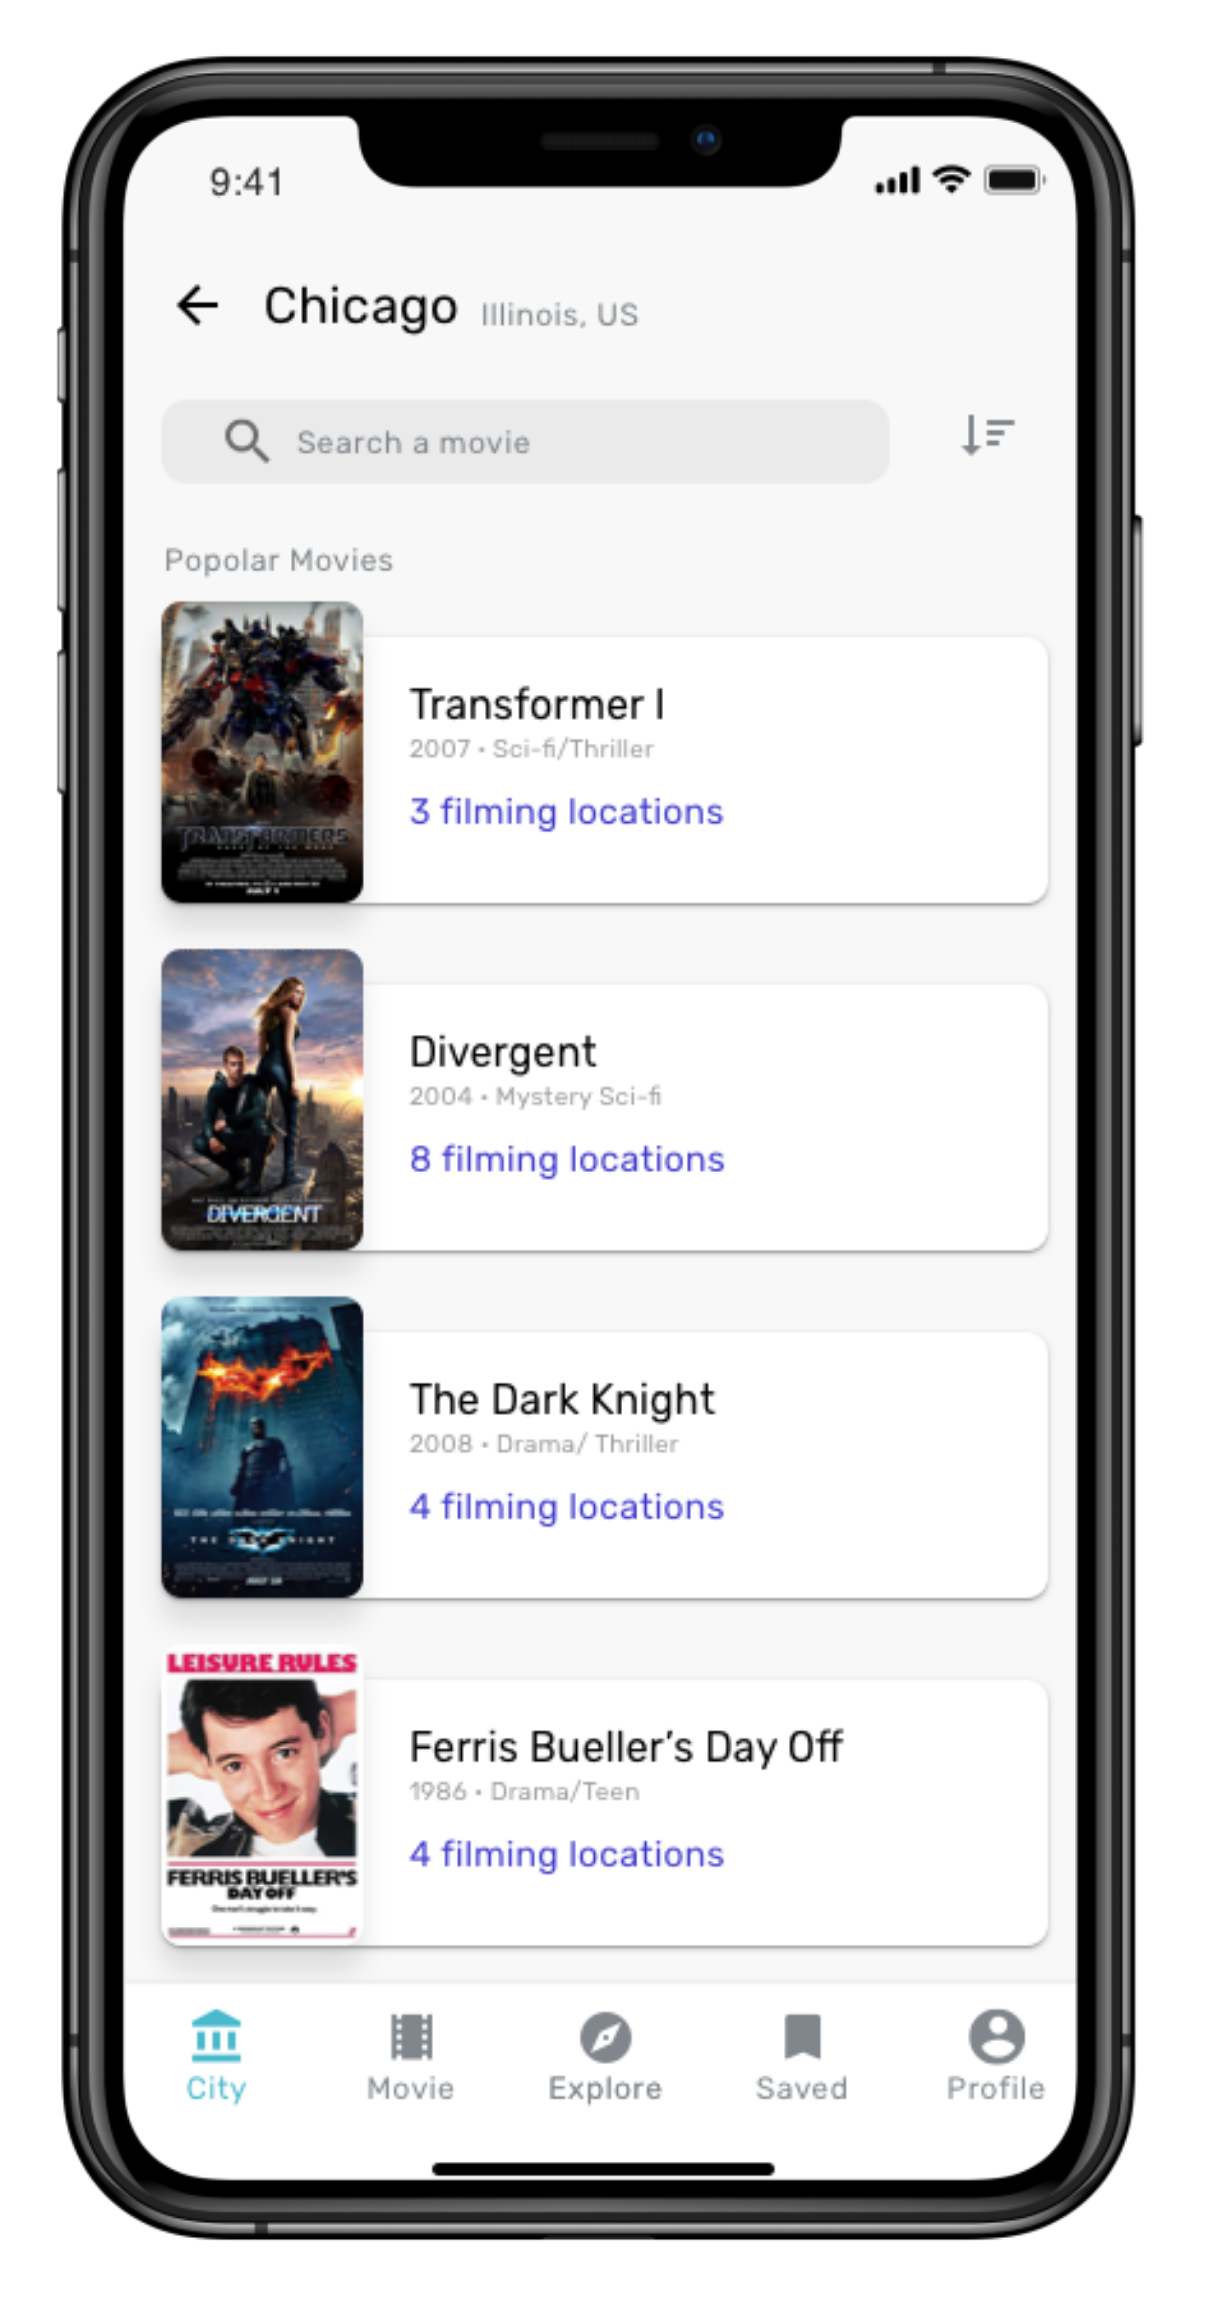 9:41
Chicago Illinois, US
Search a movie
Popolar Movies
TRANSFORMERS
JULY 1
Transformer I
2007 • Sci-fi/Thriller
3 filming locations
DIVERGENT
Divergent
2004 • Mystery Sci-fi
8 filming locations
THE DARK KNIGHT
The Dark Knight
2008 • Drama/ Thriller
4 filming locations
LEISURE RULES
FERRIS BUELLER'S
DAY OFF
Ferris Bueller’s Day Off
1986 • Drama/Teen
4 filming locations
City
Movie
Explore
Saved
Profile